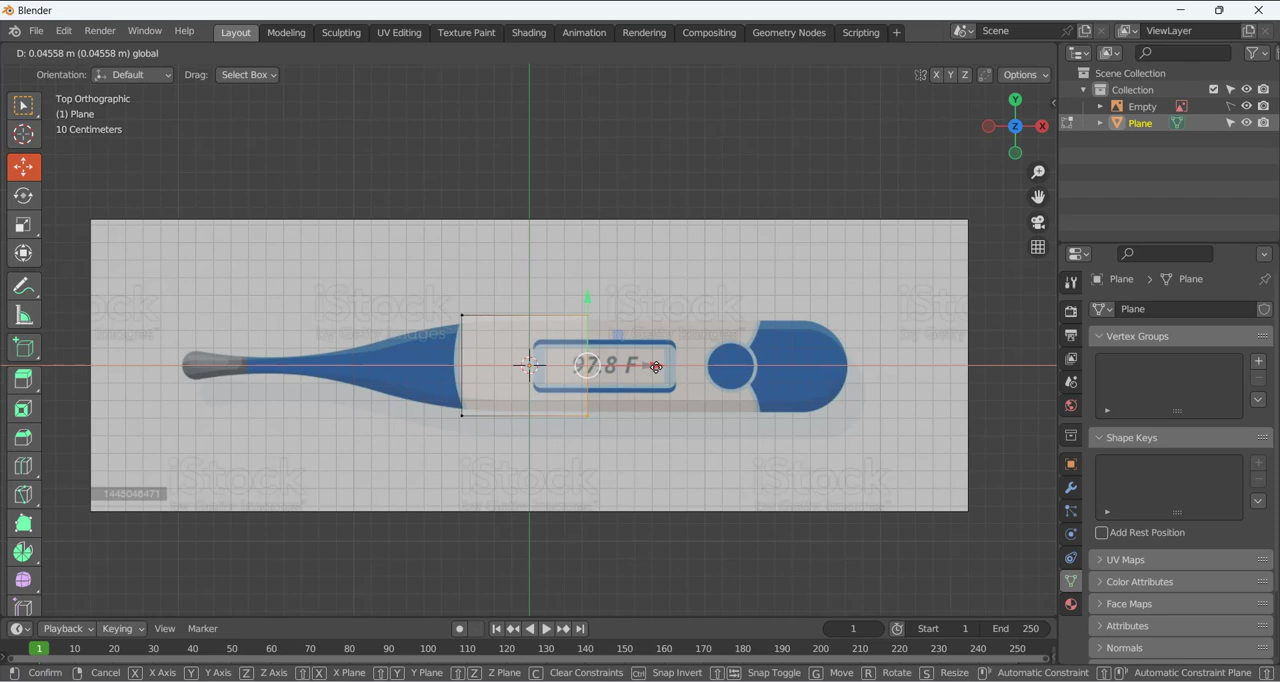 Blender
File Edit Render Window Help Layout Modeling Sculpting UV Editing Texture Paint Shading Animation Rendering Compositing Geometry Nodes Scripting + Scene ViewLayer
D: 0.04558 m (0.04558 m) global
Orientation: Default Drag: Select Box X Y Z Options
Top Orthographic
(1) Plane
10 Centimeters
Y
Z
X
97.8 F
iStock
1448046471
Scene Collection
Collection
Empty
Plane
Plane > Plane
Plane
Vertex Groups
Shape Keys
Add Rest Position
UV Maps
Color Attributes
Face Maps
Attributes
Normals
Playback Keying View Marker 1 Start 1 End 250
1 10 20 30 40 50 60 70 80 90 100 110 120 130 140 150 160 170 180 190 200 210 220 230 240 250
Confirm Cancel X X Axis Y Y Axis Z Z Axis X X Plane Y Y Plane Z Z Plane C Clear Constraints Ctrl Snap Invert Snap Toggle G Move R Rotate S Resize Automatic Constraint Automatic Constraint Plane